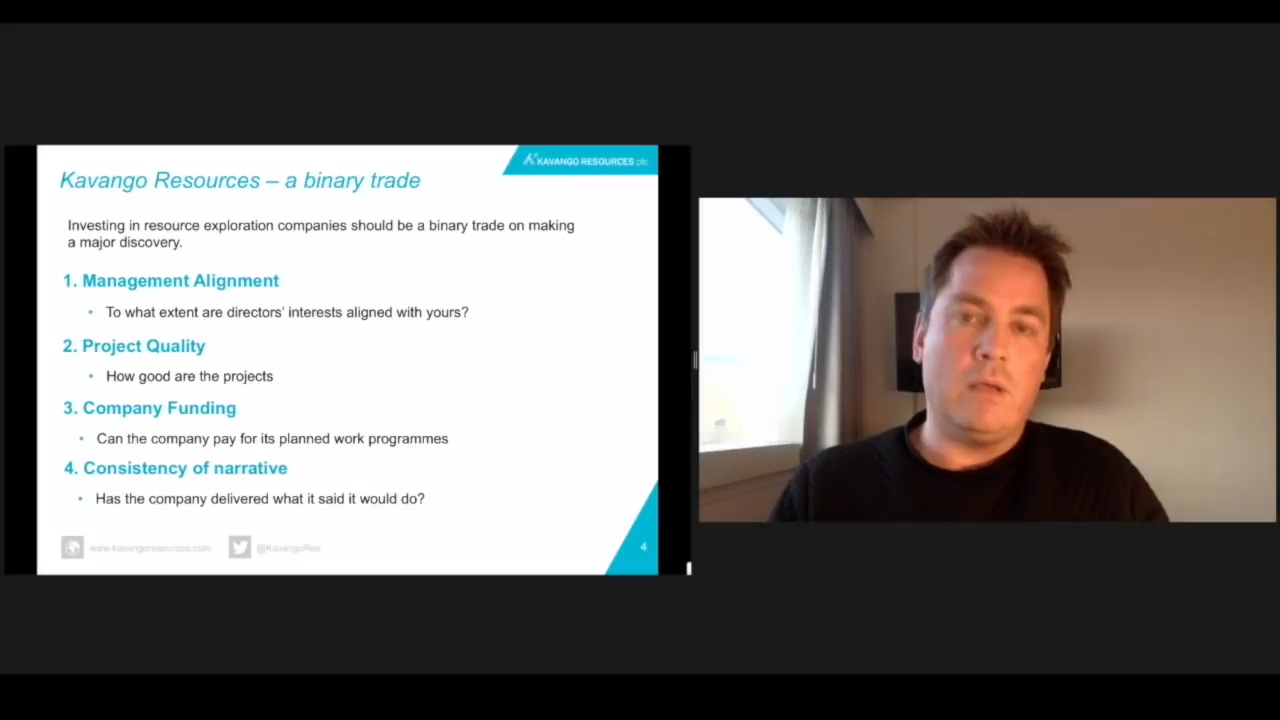 KAVANGO RESOURCES plc
Kavango Resources – a binary trade
Investing in resource exploration companies should be a binary trade on making
a major discovery.
1. Management Alignment
• To what extent are directors' interests aligned with yours?
2. Project Quality
• How good are the projects
3. Company Funding
• Can the company pay for its planned work programmes
4. Consistency of narrative
• Has the company delivered what it said it would do?
www.kavangoresources.com
@KavangoRes
4